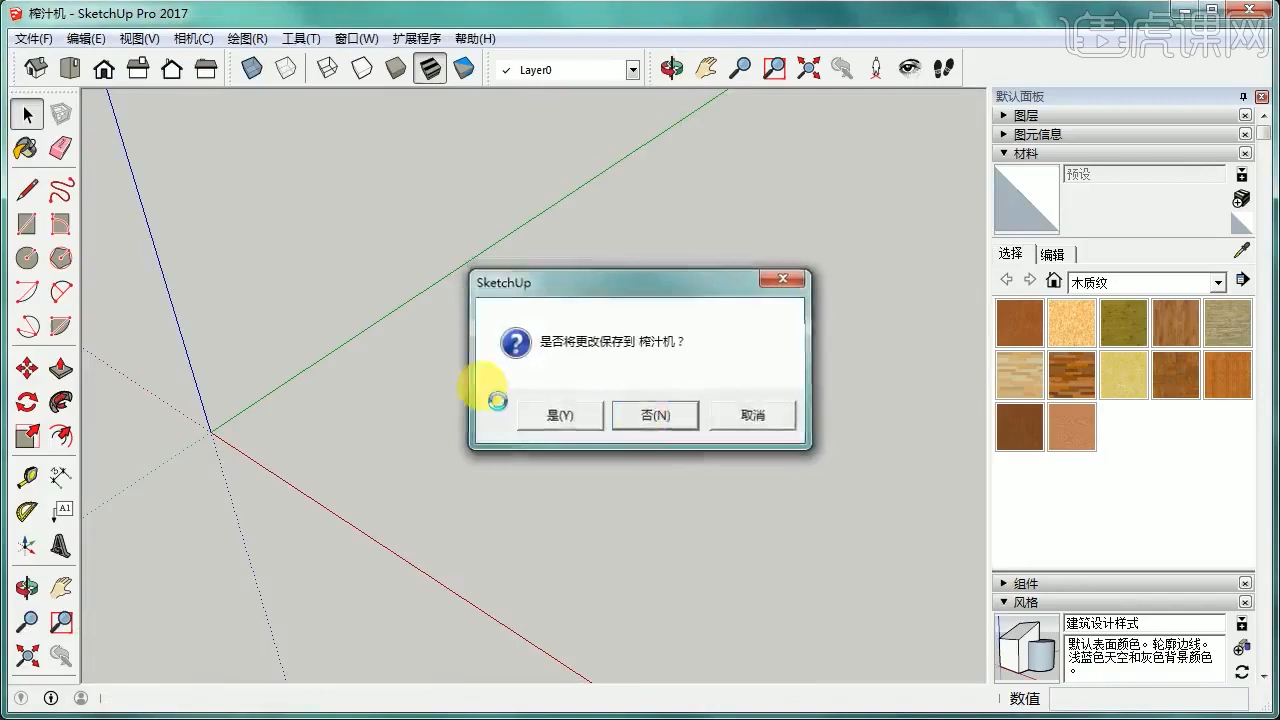 榨汁机 - SketchUp Pro 2017
文件(F) 编辑(E) 视图(V) 相机(C) 绘图(R) 工具(T) 窗口(W) 扩展程序 帮助(H)
虎课网
Layer0
默认面板
图层
图元信息
材料
预设
选择 编辑
木质纹
SketchUp
是否将更改保存到 榨汁机？
是(Y) 否(N) 取消
A1
组件
风格
建筑设计样式
默认表面颜色。轮廓边线。
浅蓝色天空和灰色背景颜色
。
数值